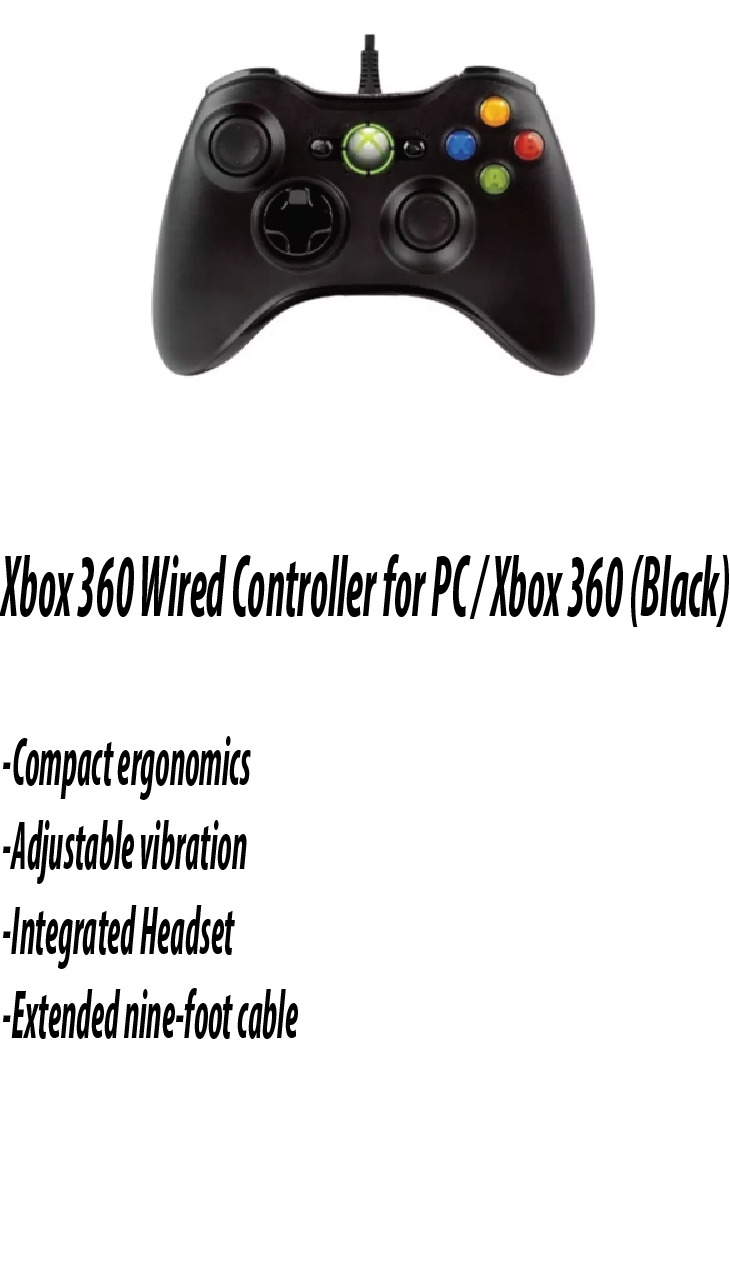 Xbox 360 Wired Controller for PC / Xbox 360 (Black)
-Compact ergonomics
-Adjustable vibration
-Integrated Headset
-Extended nine-foot cable